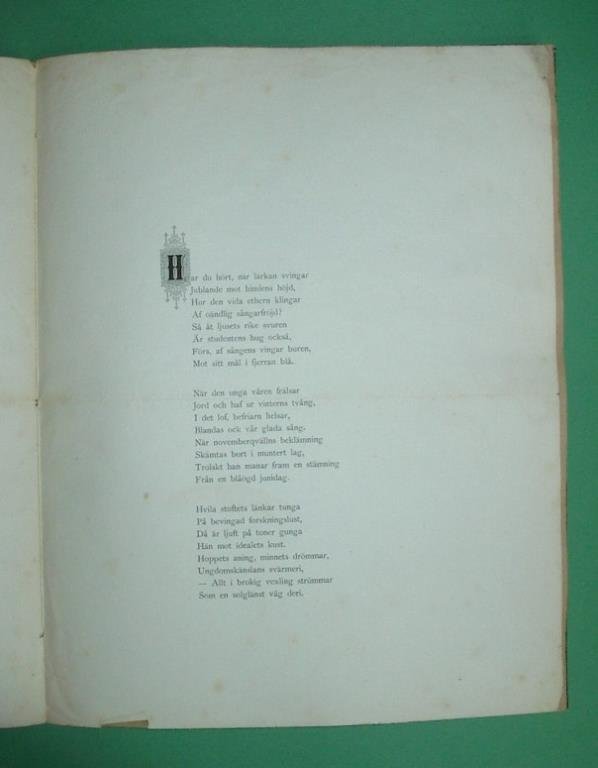 Har du hört, när lärkan svingar
Jublande mot himlens höjd,
Hur den vida ethern klingar
Af oändlig sångarfröjd?
Så åt ljusets rike svuren
Är studentens hug också,
Förs, af sångens vingar buren,
Mot sitt mål i fjerran blå.
När den unga våren frälsar
Jord och haf ur vinterns tvång,
I det lof, befriarn helsar,
Blandas ock vår glada sång.
När novemberqvällns beklämning
Skämtas bort i muntert lag,
Trolskt han manar fram en stämning
Från en blåögd junidag.
Hvila stoftets länkar tunga
På bevingad forskningslust,
Då är ljuft på toner gunga
Hän mot idealets kust.
Hoppets aning, minnets drömmar,
Ungdomskänslans svärmeri,
— Allt i brokig vexling strömmar
Som en solglänst våg deri.